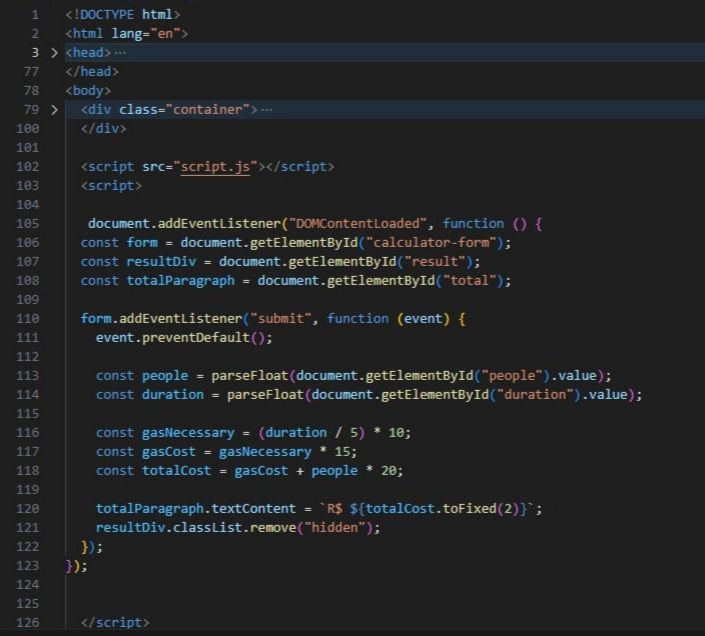 1 <!DOCTYPE html>
2 <html lang="en">
3 > <head> ···
77 </head>
78 <body>
79 > <div class="container"> ···
100 </div>
101
102 <script src="script.js"></script>
103 <script>
104
105 document.addEventListener("DOMContentLoaded", function () {
106 const form = document.getElementById("calculator-form");
107 const resultDiv = document.getElementById("result");
108 const totalParagraph = document.getElementById("total");
109
110 form.addEventListener("submit", function (event) {
111 event.preventDefault();
112
113 const people = parseFloat(document.getElementById("people").value);
114 const duration = parseFloat(document.getElementById("duration").value);
115
116 const gasNecessary = (duration / 5) * 10;
117 const gasCost = gasNecessary * 15;
118 const totalCost = gasCost + people * 20;
119
120 totalParagraph.textContent = `R$ ${totalCost.toFixed(2)}`;
121 resultDiv.classList.remove("hidden");
122 });
123 });
124
125
126 </script>